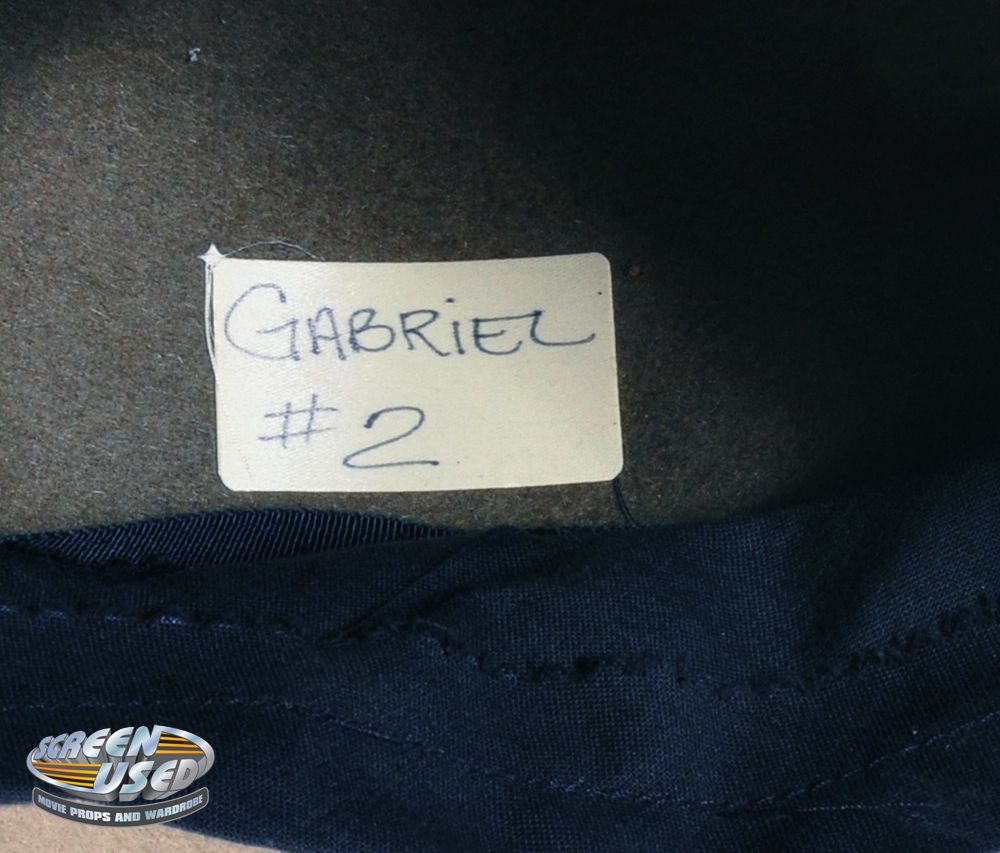 GABRiEL
#2
SCREEN
USED
MOVIE PROPS AND WARDROBE